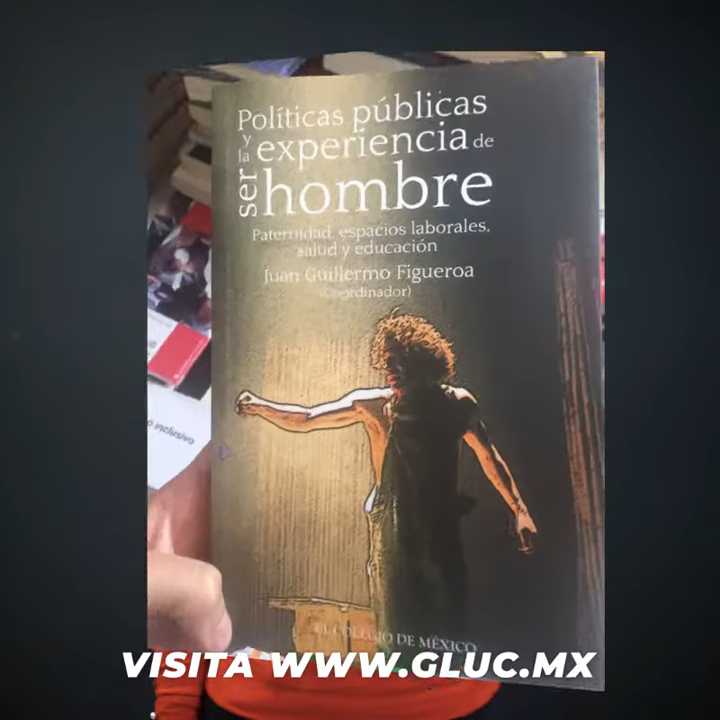 Políticas públicas
y
la experiencia de
ser hombre
Paternidad, espacios laborales,
salud y educación
Juan Guillermo Figueroa
(Coordinador)
o inclusivo
EL COLEGIO DE MÉXICO
VISITA WWW.GLUC.MX